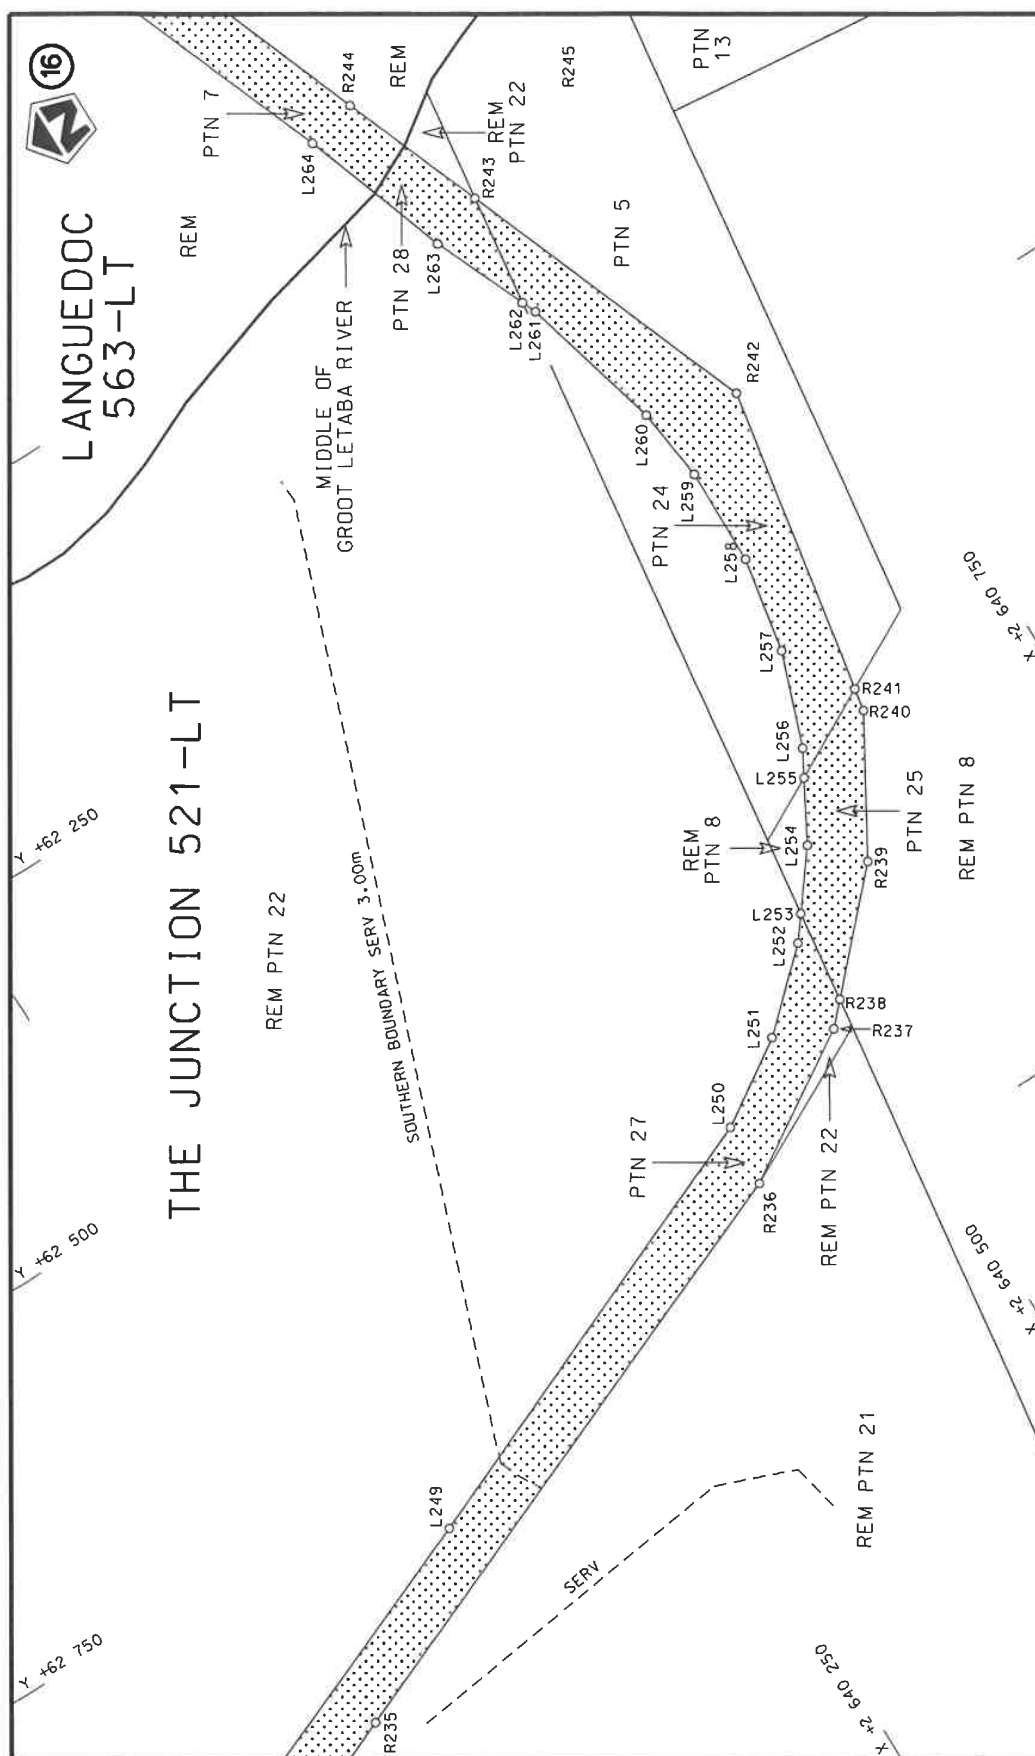 16
LANGUEDOC
563-LT
REM
PTN 7
L264
R244
REM
R245
PTN
13
REM
PTN 22
R243
PTN 28
L263
MIDDLE OF
GROOT LETABA RIVER
L262
L261
PTN 5
R242
L260
L259
PTN 24
L258
L257
X +2 640 750
THE JUNCTION 521-LT
REM PTN 22
Y +62 250
SOUTHERN BOUNDARY SERV 3.00m
R241
R240
L256
L255
REM
PTN 8
L254
PTN 25
REM PTN 8
R239
L253
L252
R238
R237
L251
L250
PTN 27
R236
REM PTN 22
X +2 640 500
Y +62 500
L249
SERV
REM PTN 21
Y +62 750
R235
X +2 640 250